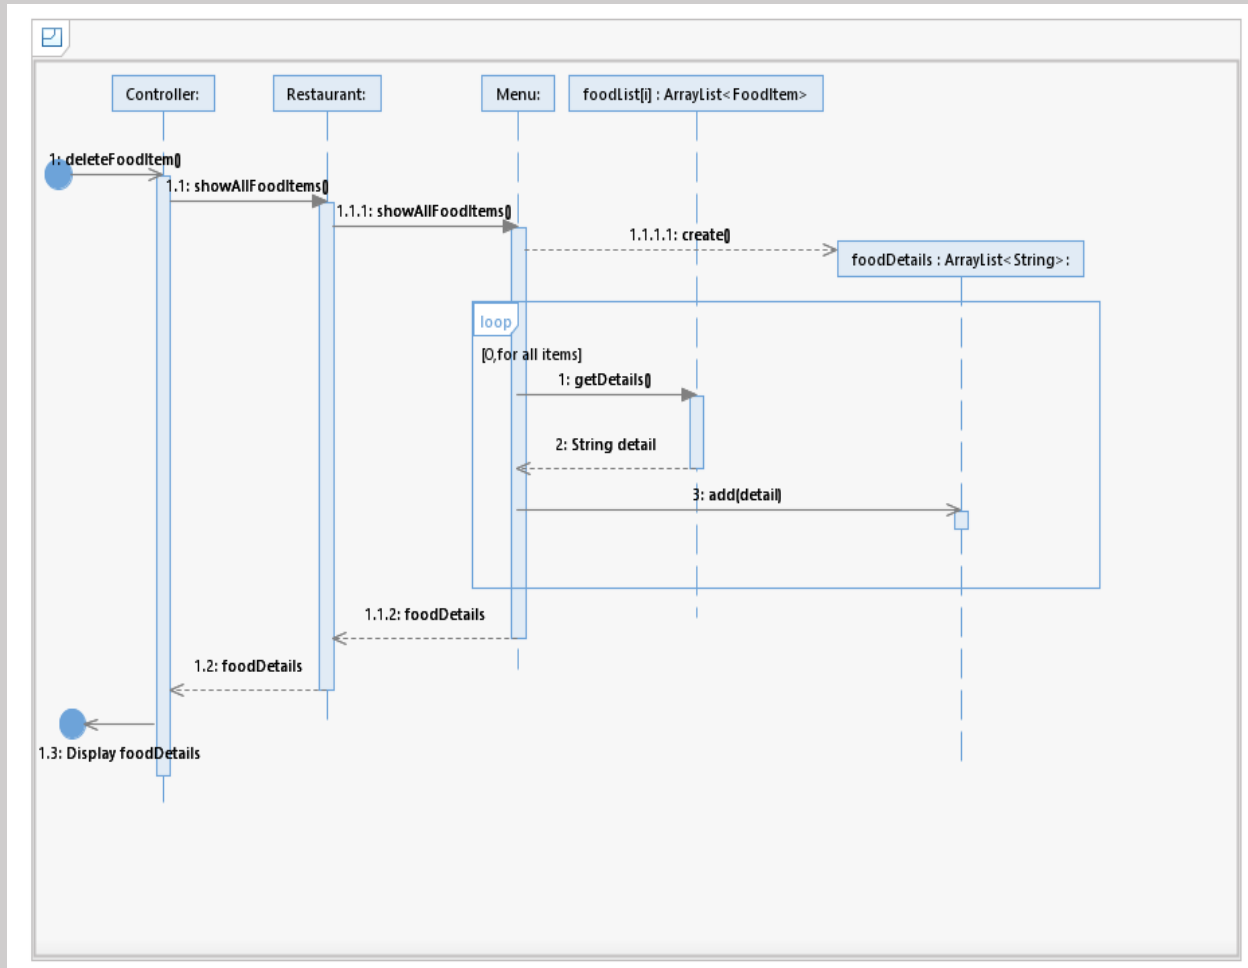 Controller:
Restaurant:
Menu:
foodList[i] : ArrayList<FoodItem>
1: deleteFoodItem()
1.1: showAllFoodItems()
1.1.1: showAllFoodItems()
1.1.1.1: create()
foodDetails : ArrayList<String>:
loop
[0,for all items]
1: getDetails()
2: String detail
3: add(detail)
1.1.2: foodDetails
1.2: foodDetails
1.3: Display foodDetails